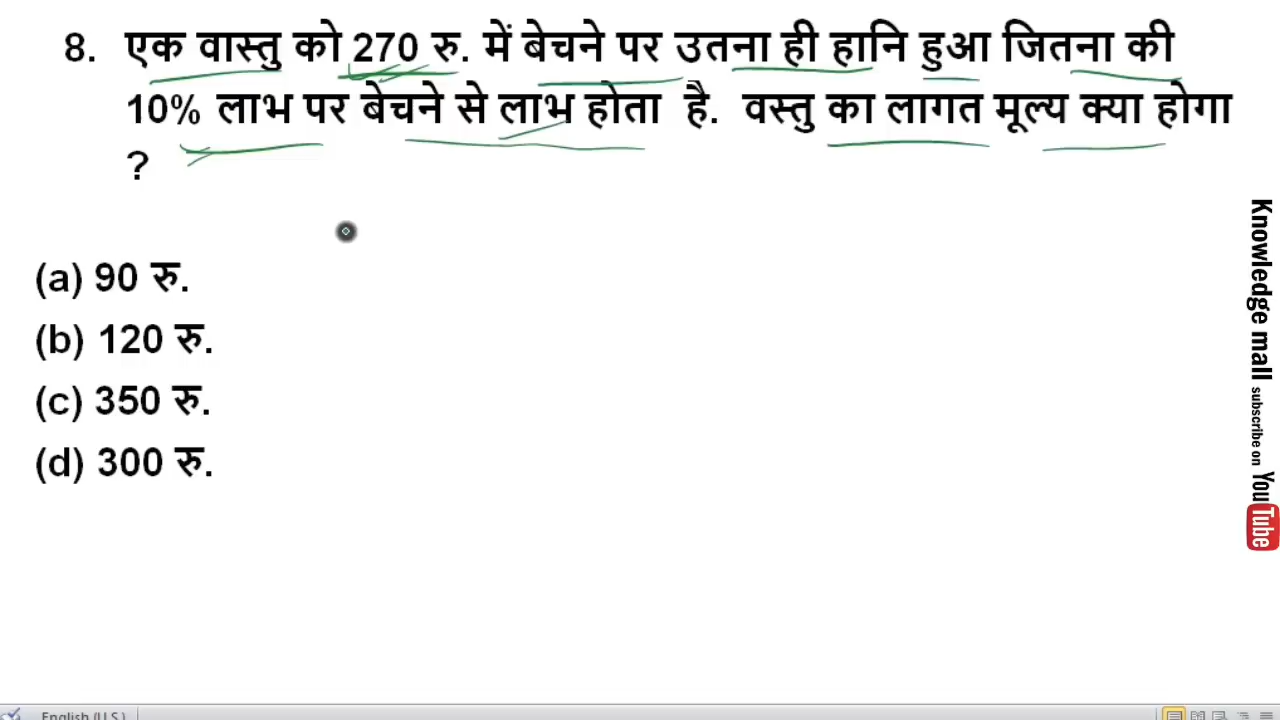 8. एक वास्तु को 270 रु. में बेचने पर उतना ही हानि हुआ जितना की
10% लाभ पर बेचने से लाभ होता है. वस्तु का लागत मूल्य क्या होगा
?
(a) 90 रु.
(b) 120 रु.
(c) 350 रु.
(d) 300 रु.
Knowledge mall subscribe on YouTube
English (U.S.)